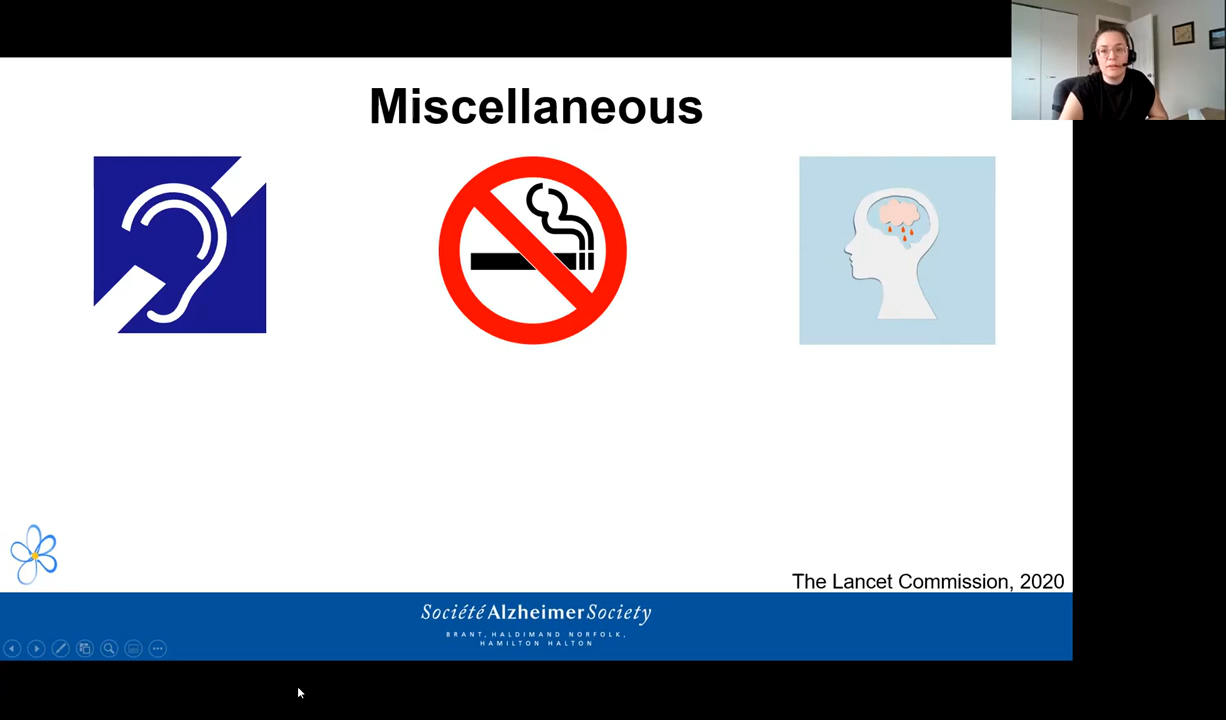 Miscellaneous
The Lancet Commission, 2020
Société Alzheimer Society
BRANT, HALDIMAND NORFOLK,
HAMILTON HALTON